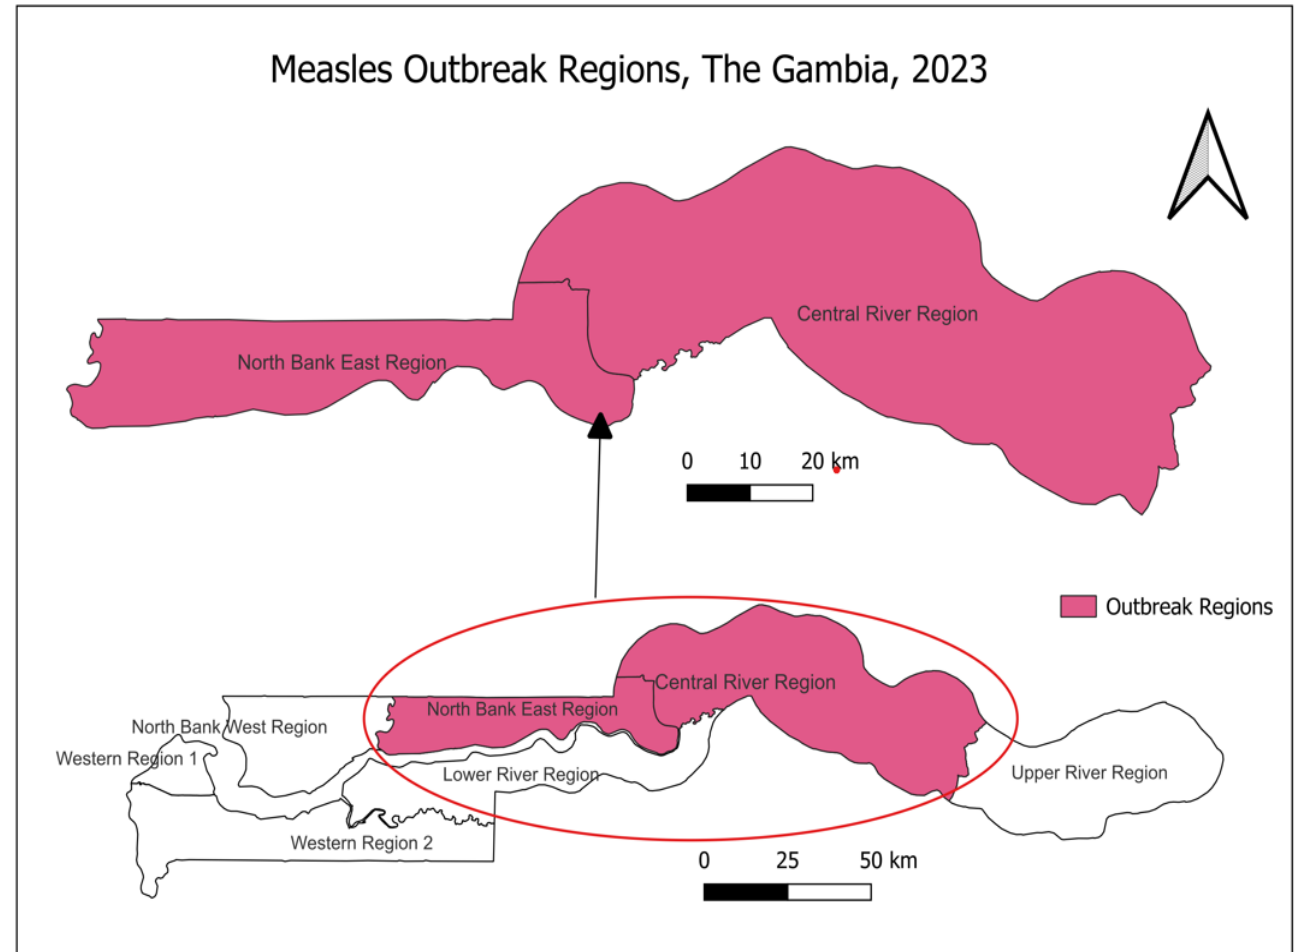 Measles Outbreak Regions, The Gambia, 2023
Central River Region
North Bank East Region
0 10 20 km
Outbreak Regions
Central River Region
North Bank East Region
North Bank West Region
Western Region 1
Lower River Region
Upper River Region
Western Region 2
0 25 50 km